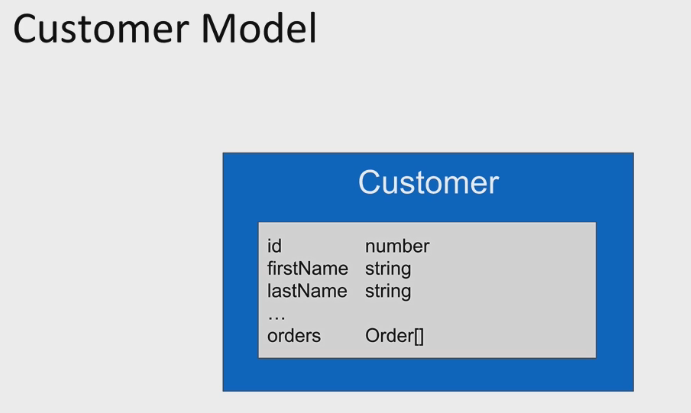 Customer Model
Customer
id number
firstName string
lastName string
...
orders Order[]